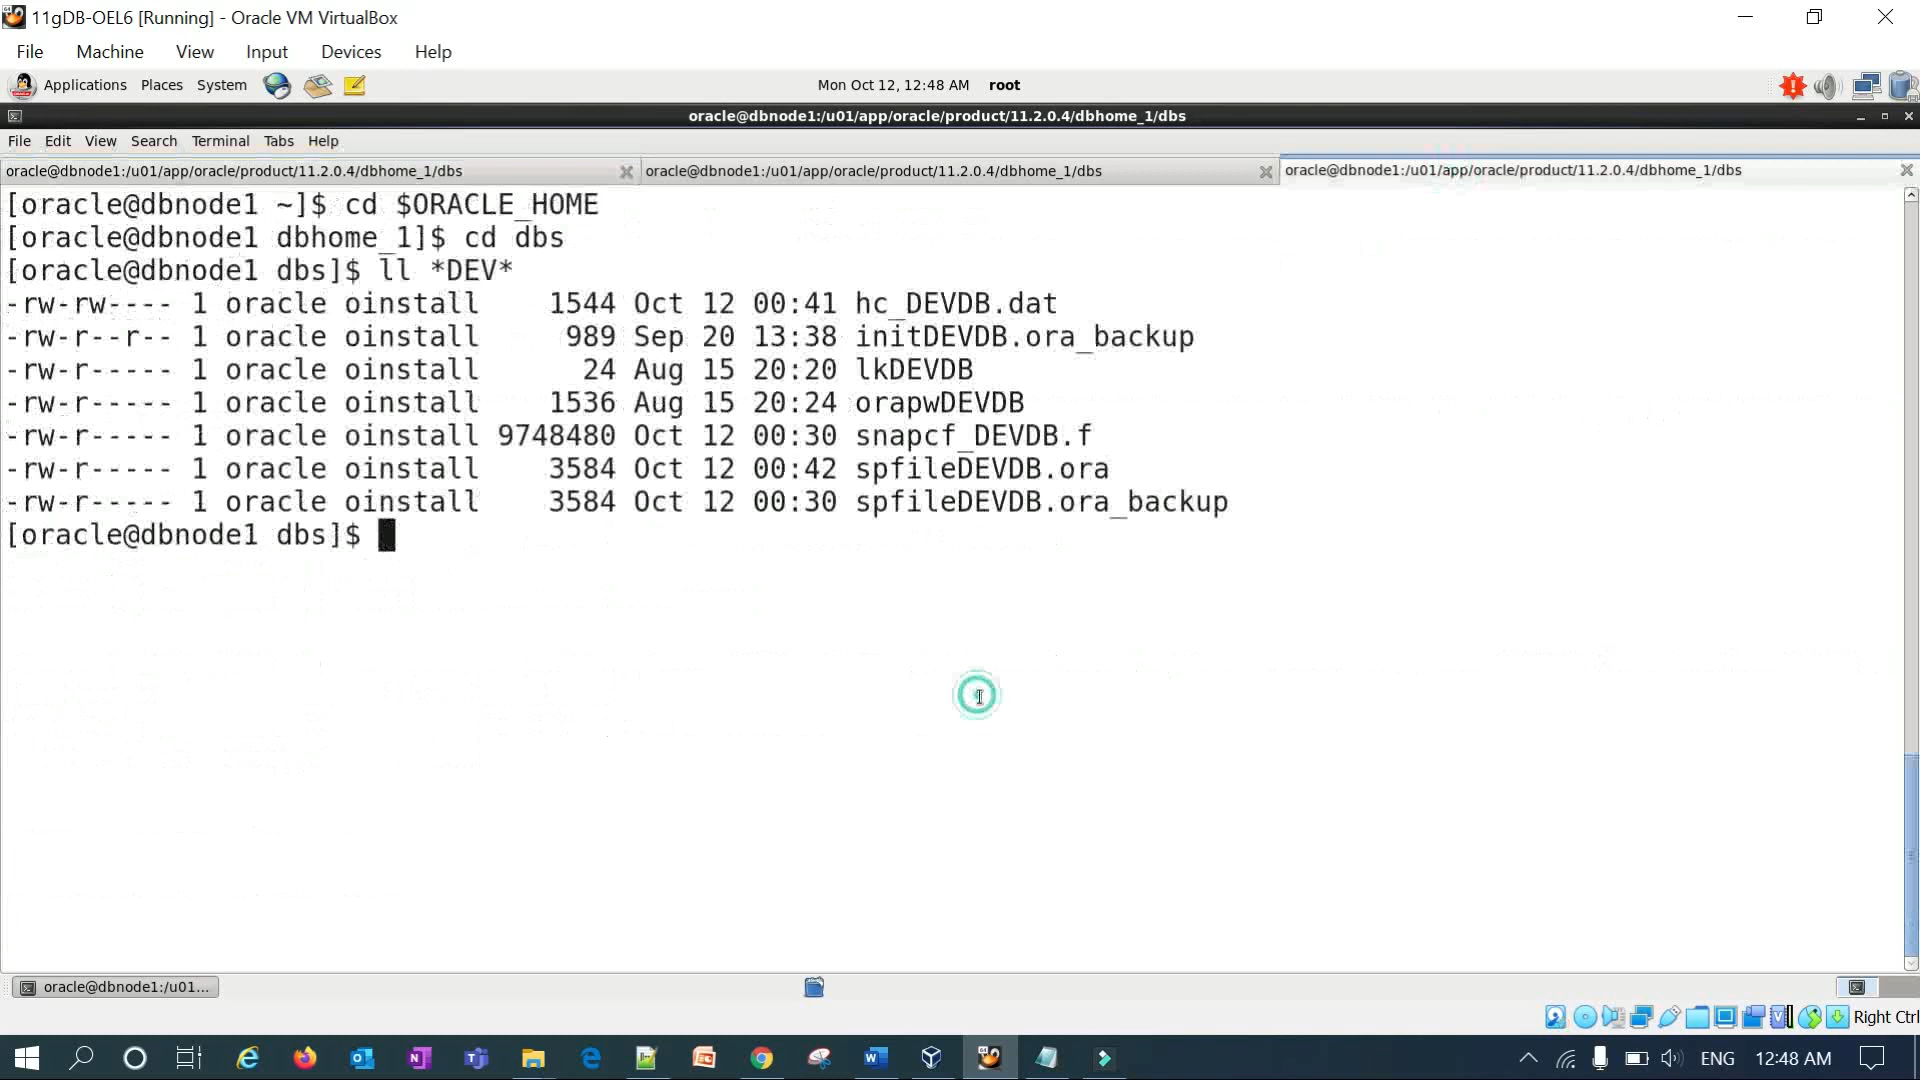 11gDB-OEL6 [Running] - Oracle VM VirtualBox
File Machine View Input Devices Help
Applications Places System Mon Oct 12, 12:48 AM root
oracle@dbnode1:/u01/app/oracle/product/11.2.0.4/dbhome_1/dbs
File Edit View Search Terminal Tabs Help
oracle@dbnode1:/u01/app/oracle/product/11.2.0.4/dbhome_1/dbs oracle@dbnode1:/u01/app/oracle/product/11.2.0.4/dbhome_1/dbs oracle@dbnode1:/u01/app/oracle/product/11.2.0.4/dbhome_1/dbs
[oracle@dbnode1 ~]$ cd $ORACLE_HOME
[oracle@dbnode1 dbhome_1]$ cd dbs
[oracle@dbnode1 dbs]$ ll *DEV*
-rw-rw---- 1 oracle oinstall 1544 Oct 12 00:41 hc_DEVDB.dat
-rw-r--r-- 1 oracle oinstall 989 Sep 20 13:38 initDEVDB.ora_backup
-rw-r----- 1 oracle oinstall 24 Aug 15 20:20 lkDEVDB
-rw-r----- 1 oracle oinstall 1536 Aug 15 20:24 orapwDEVDB
-rw-r----- 1 oracle oinstall 9748480 Oct 12 00:30 snapcf_DEVDB.f
-rw-r----- 1 oracle oinstall 3584 Oct 12 00:42 spfileDEVDB.ora
-rw-r----- 1 oracle oinstall 3584 Oct 12 00:30 spfileDEVDB.ora_backup
[oracle@dbnode1 dbs]$
oracle@dbnode1:/u01...
Right Ctrl
ENG 12:48 AM